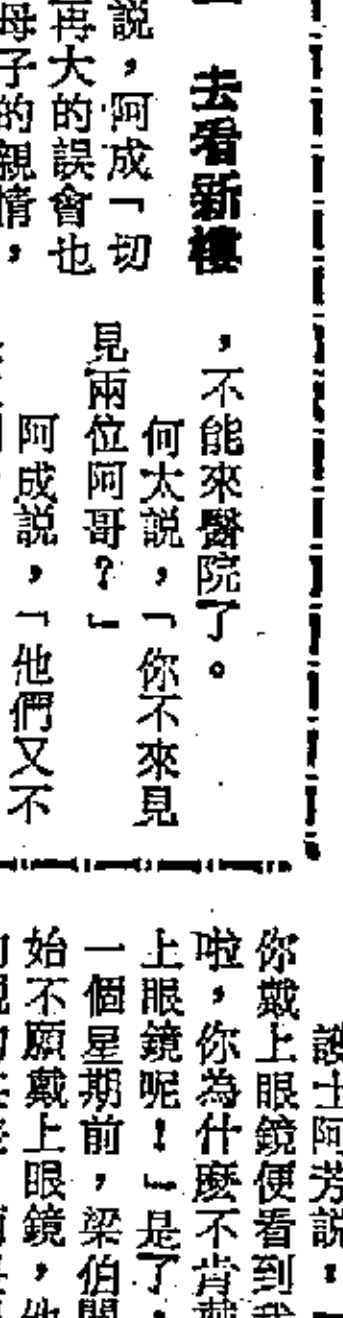 去看新樓
說，阿成「切
再大的誤會也
母子的親情，
，不能來醫院了。
何太說，「你不來見
見兩位阿哥？」
阿成說，「他們又不
護士阿芳說：「
你戴上眼鏡便看到我
啦，你為什麼不肯戴
上眼鏡呢！」是了，
一個星期前，梁伯開
始不願戴上眼鏡，他